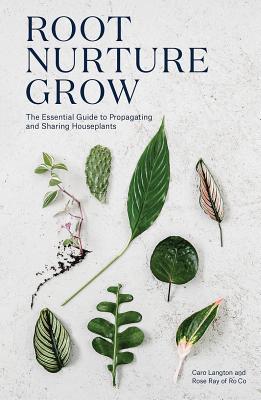 ROOT
NURTURE
GROW
The Essential Guide to Propagating
and Sharing Houseplants
Caro Langton and
Rose Ray of Ro Co